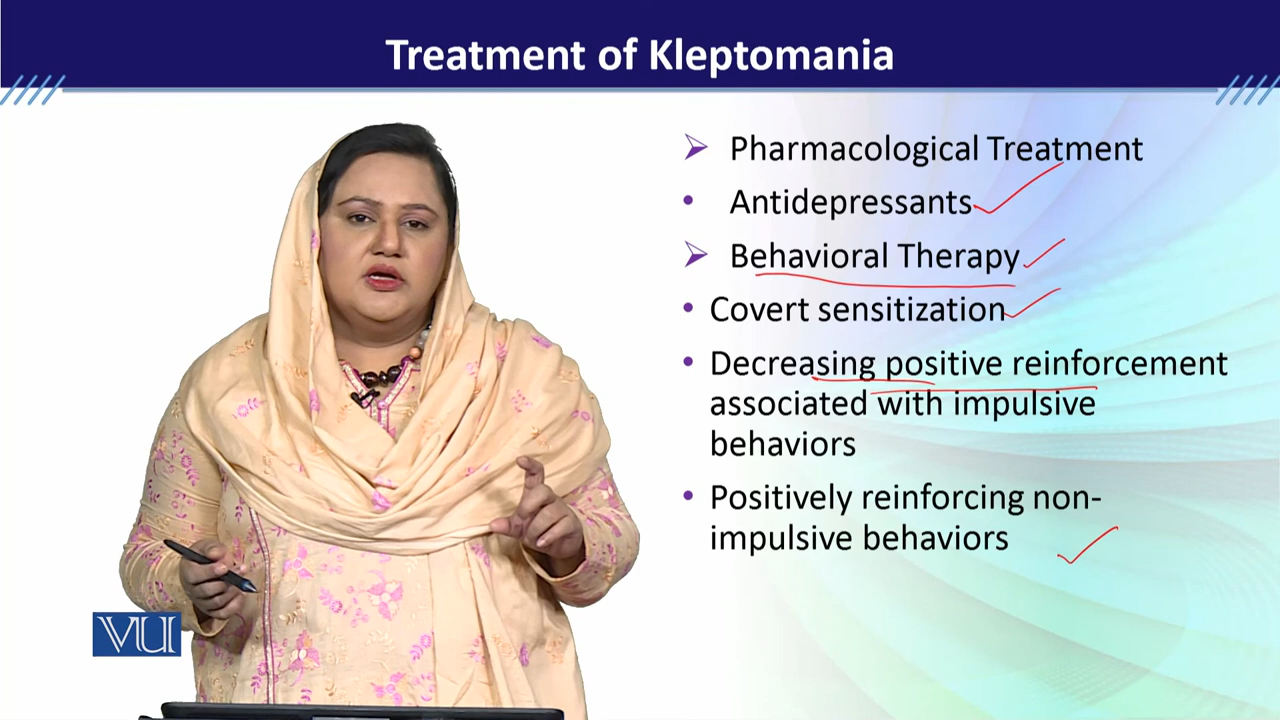 Treatment of Kleptomania
➢ Pharmacological Treatment
• Antidepressants
➢ Behavioral Therapy
• Covert sensitization
• Decreasing positive reinforcement
associated with impulsive
behaviors
• Positively reinforcing non-
impulsive behaviors
VU